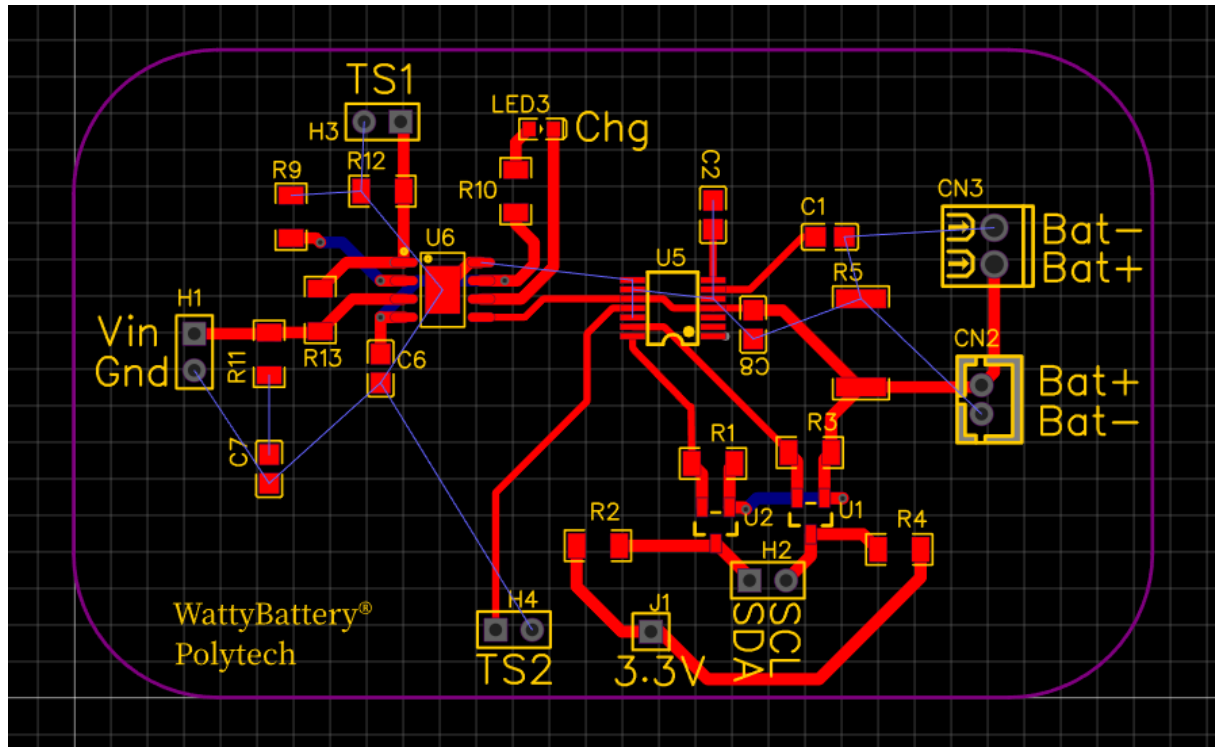 TS1
LED3
Chg
H3
R12
R9
R10
C2
CN3
C1
Bat-
U6
U5
R5
Bat+
H1
Vin
R13
C6
C8
CN2
Gnd
R11
Bat+
Bat-
C7
R1
R3
R2
U2
U1
R4
H2
WattyBattery®
Polytech
H4
J1
SDA
SCL
TS2
3.3V